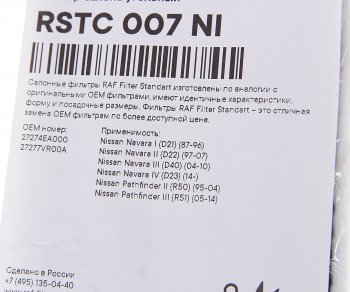 угольный
RSTC 007 NI
Салонные фильтры RAF Filter Standart изготовлены по аналогии с
оригинальными OEM фильтрами, имеют идентичные характеристики,
форму и посадочные размеры. Фильтры RAF Filter Standart – это отличная
замена OEM фильтрам по более доступной цене.
OEM номер:
27274EA000
27277VR00A
Применимость:
Nissan Navara I (D21) (87-96)
Nissan Navara II (D22) (97-07)
Nissan Navara III (D40) (04-10)
Nissan Navara IV (D23) (14-)
Nissan Pathfinder II (R50) (95-04)
Nissan Pathfinder III (R51) (05-14)
Сделано в России
+7 (495) 135-04-40